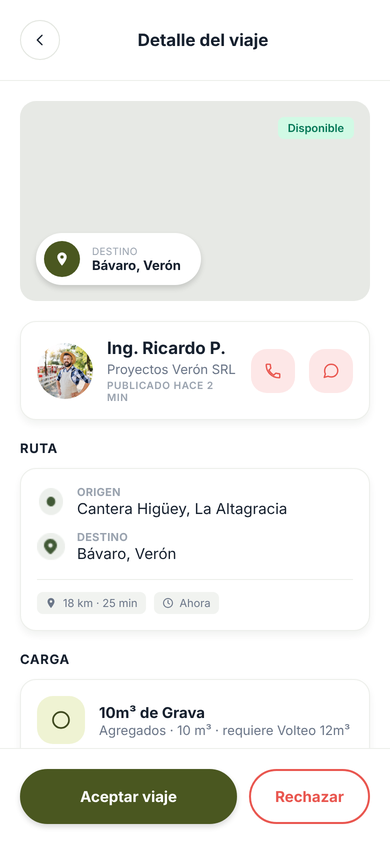 Detalle del viaje
Disponible
DESTINO
Bávaro, Verón
Ing. Ricardo P.
Proyectos Verón SRL
PUBLICADO HACE 2
MIN
RUTA
ORIGEN
Cantera Higüey, La Altagracia
DESTINO
Bávaro, Verón
18 km · 25 min
Ahora
CARGA
10m³ de Grava
Agregados · 10 m³ · requiere Volteo 12m³
Aceptar viaje
Rechazar